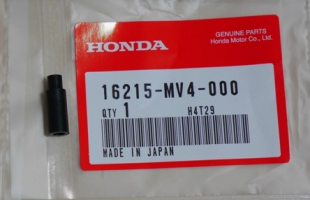 GENUINE PARTS
Honda Motor Co., Ltd.
HONDA
16215-MV4-000
QTY 1 H4T29
MADE IN JAPAN